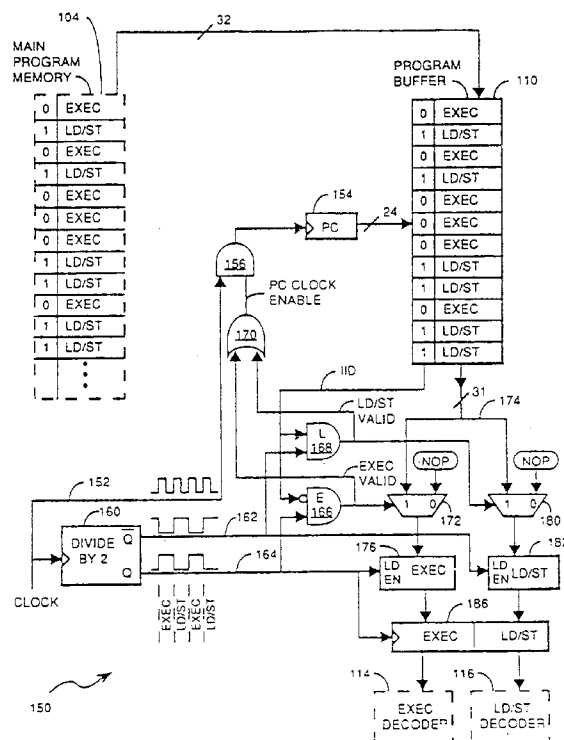 104
32
MAIN
PROGRAM
MEMORY
PROGRAM
BUFFER
110
0 EXEC
1 LD/ST
0 EXEC
1 LD/ST
0 EXEC
0 EXEC
0 EXEC
1 LD/ST
1 LD/ST
0 EXEC
1 LD/ST
1 LD/ST
0 EXEC
1 LD/ST
0 EXEC
1 LD/ST
0 EXEC
0 EXEC
0 EXEC
1 LD/ST
1 LD/ST
0 EXEC
1 LD/ST
1 LD/ST
154
PC
24
156
PC CLOCK
ENABLE
170
IID
31
174
LD/ST
VALID
L
168
EXEC
VALID
E
166
NOP
NOP
1 0
172
1 0
180
152
160
DIVIDE
BY 2
Q
Q
162
164
CLOCK
EXEC
LD/ST
EXEC
LD/ST
176
LD
EN
EXEC
182
LD
EN
LD/ST
186
EXEC
LD/ST
114
116
EXEC
DECODER
LD/ST
DECODER
150